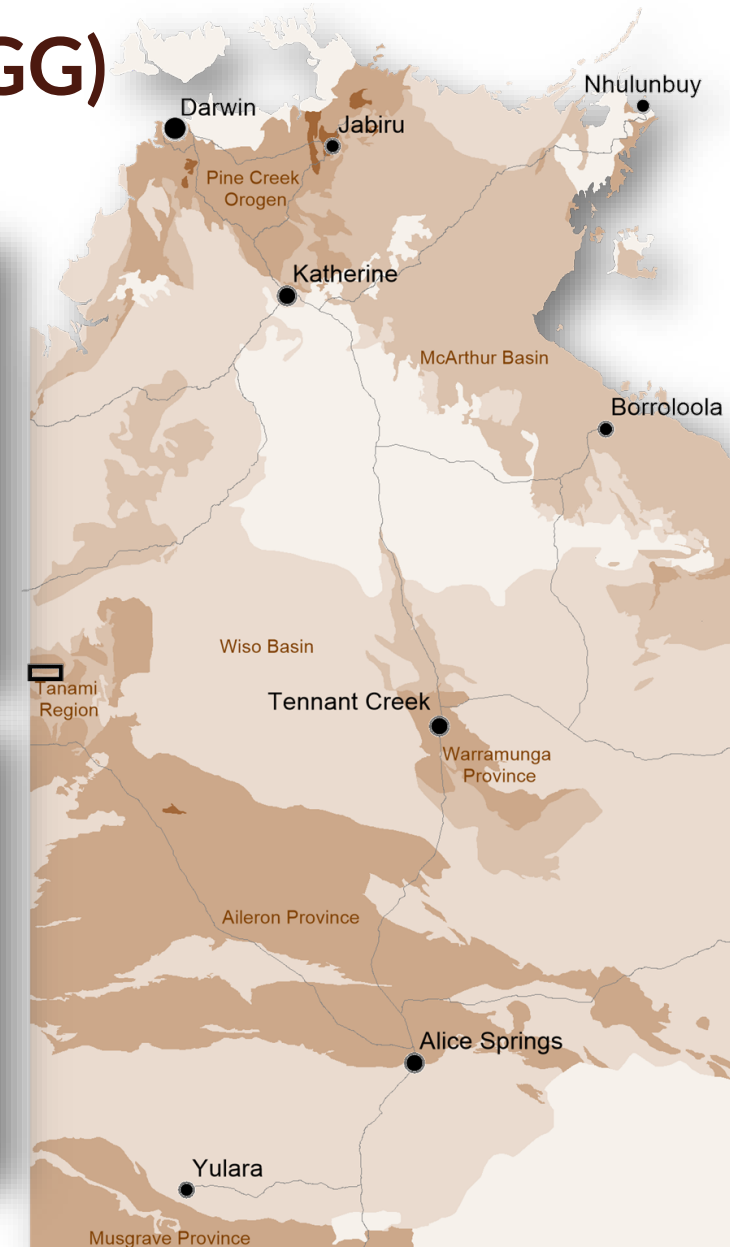 GG)
Nhulunbuy
Darwin
Jabiru
Pine Creek
Orogen
Katherine
McArthur Basin
Borroloola
Wiso Basin
Tanami
Region
Tennant Creek
Warramunga
Province
Aileron Province
Alice Springs
Yulara
Musgrave Province